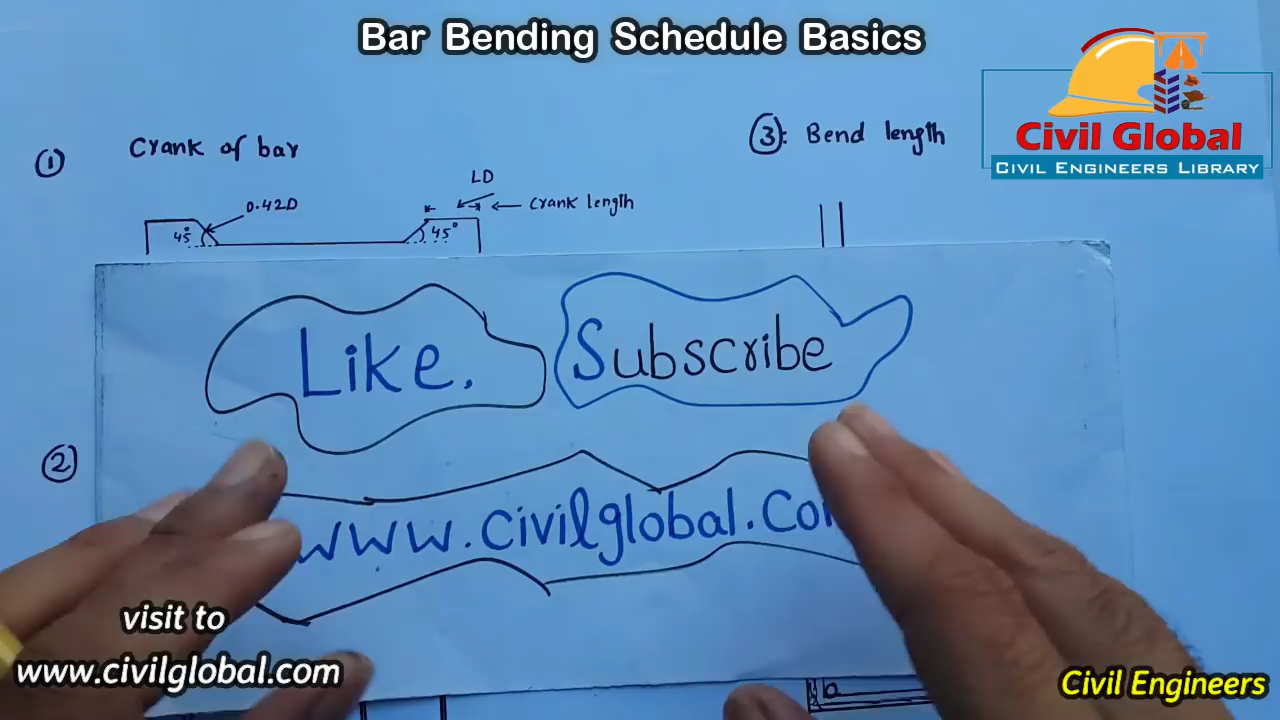 Bar Bending Schedule Basics
Civil Global
CIVIL ENGINEERS LIBRARY
① Crank of bar
③: Bend length
LD
0.42D
crank length
45°
45°
Like.
Subscribe
②
www.civilglobal.Co
visit to
www.civilglobal.com
Civil Engineers